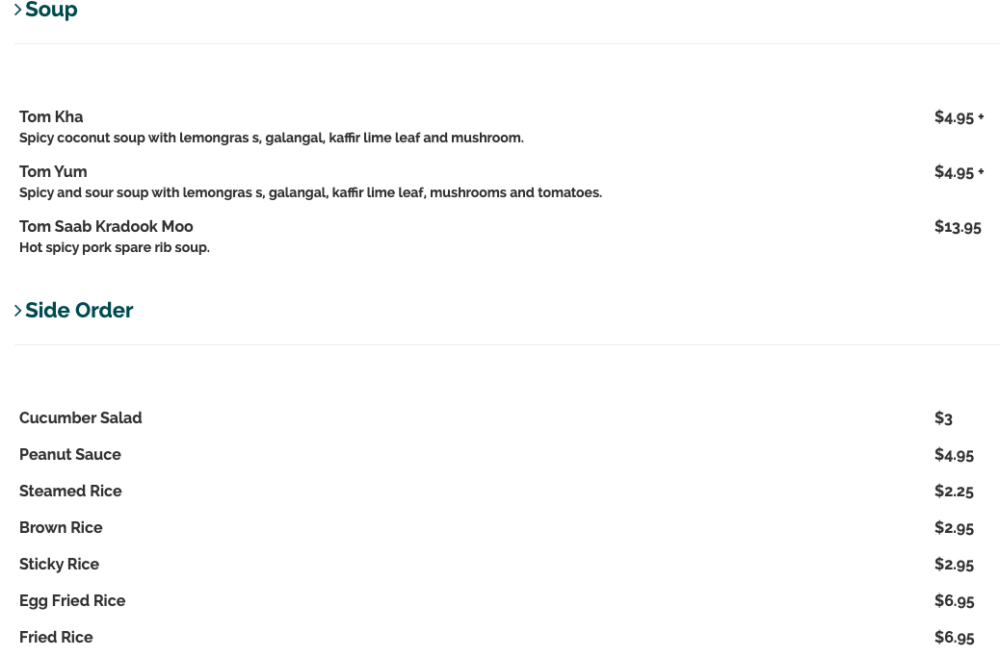 Soup
Tom Kha $4.95 +
Spicy coconut soup with lemongras s, galangal, kaffir lime leaf and mushroom.
Tom Yum $4.95 +
Spicy and sour soup with lemongras s, galangal, kaffir lime leaf, mushrooms and tomatoes.
Tom Saab Kradook Moo $13.95
Hot spicy pork spare rib soup.
Side Order
Cucumber Salad $3
Peanut Sauce $4.95
Steamed Rice $2.25
Brown Rice $2.95
Sticky Rice $2.95
Egg Fried Rice $6.95
Fried Rice $6.95